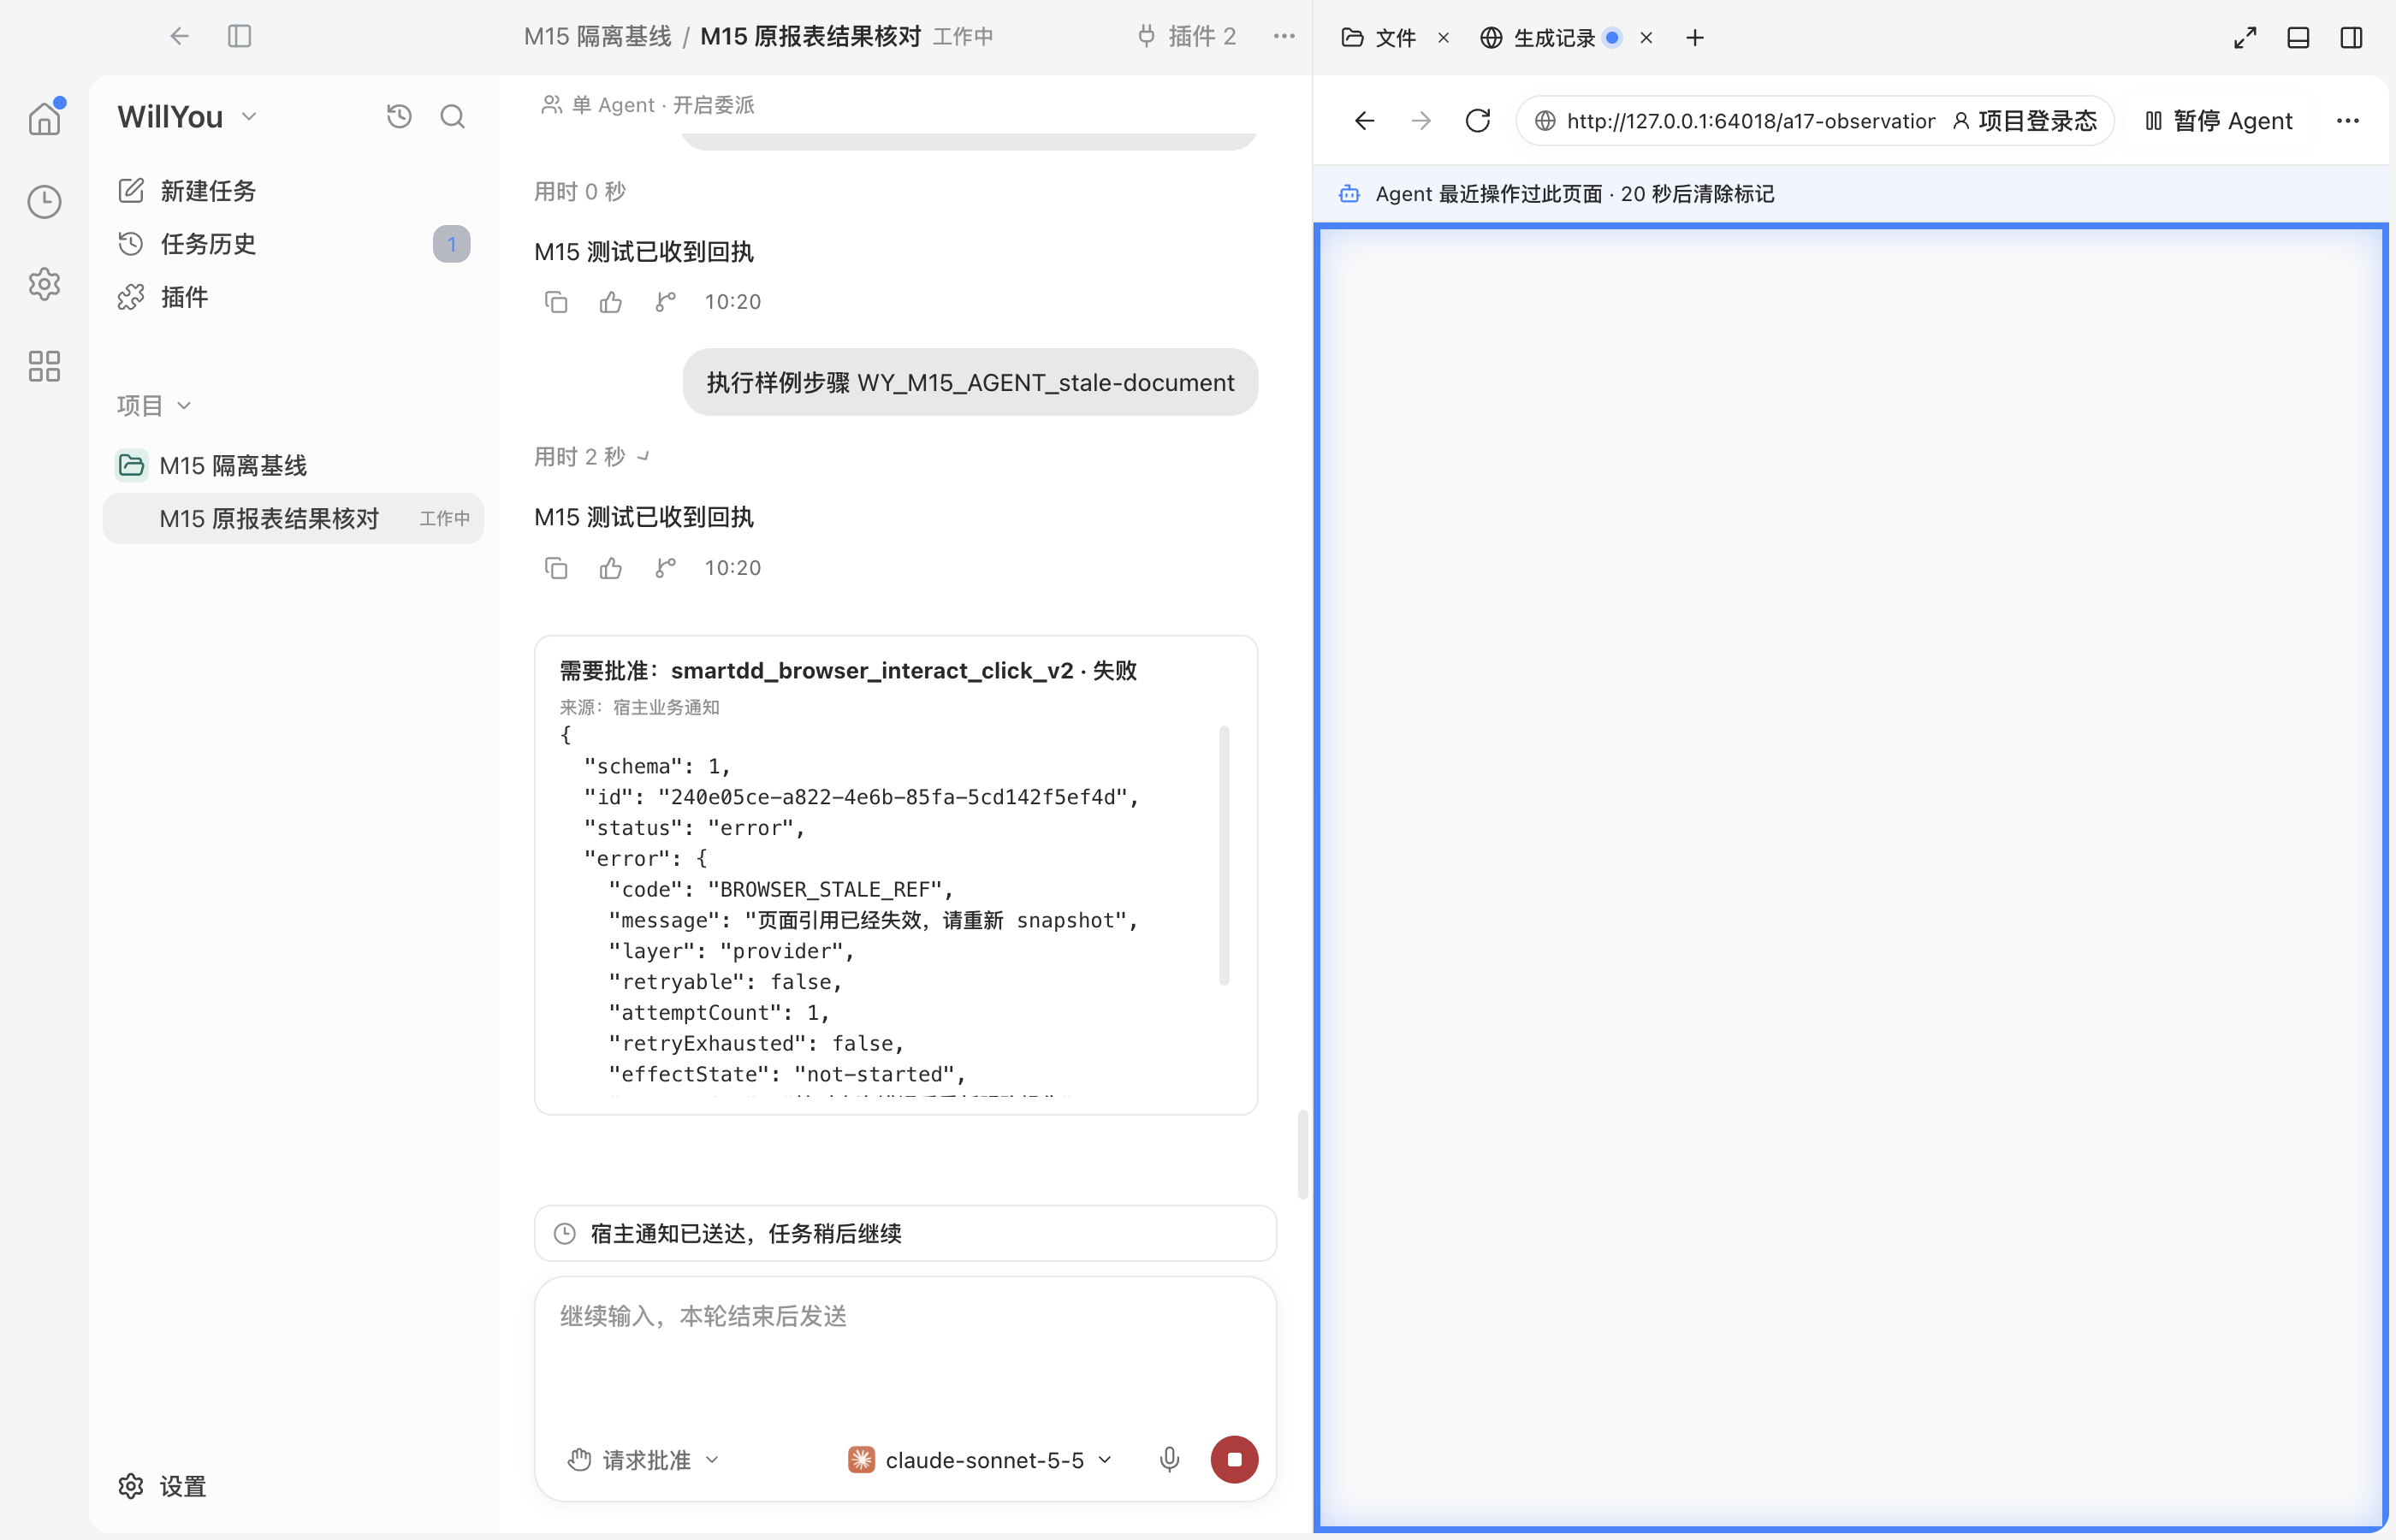 M15 隔离基线 / M15 原报表结果核对 工作中
插件 2
文件
生成记录
WillYou
新建任务
任务历史
1
插件
项目
M15 隔离基线
M15 原报表结果核对
工作中
设置
单 Agent · 开启委派
用时 0 秒
M15 测试已收到回执
10:20
执行样例步骤 WY_M15_AGENT_stale-document
用时 2 秒
M15 测试已收到回执
10:20
需要批准：smartdd_browser_interact_click_v2 · 失败
来源：宿主业务通知
{
"schema": 1,
"id": "240e05ce-a822-4e6b-85fa-5cd142f5ef4d",
"status": "error",
"error": {
"code": "BROWSER_STALE_REF",
"message": "页面引用已经失效，请重新 snapshot",
"layer": "provider",
"retryable": false,
"attemptCount": 1,
"retryExhausted": false,
"effectState": "not-started",
宿主通知已送达，任务稍后继续
继续输入，本轮结束后发送
请求批准
claude-sonnet-5-5
http://127.0.0.1:64018/a17-observation
项目登录态
暂停 Agent
Agent 最近操作过此页面 · 20 秒后清除标记